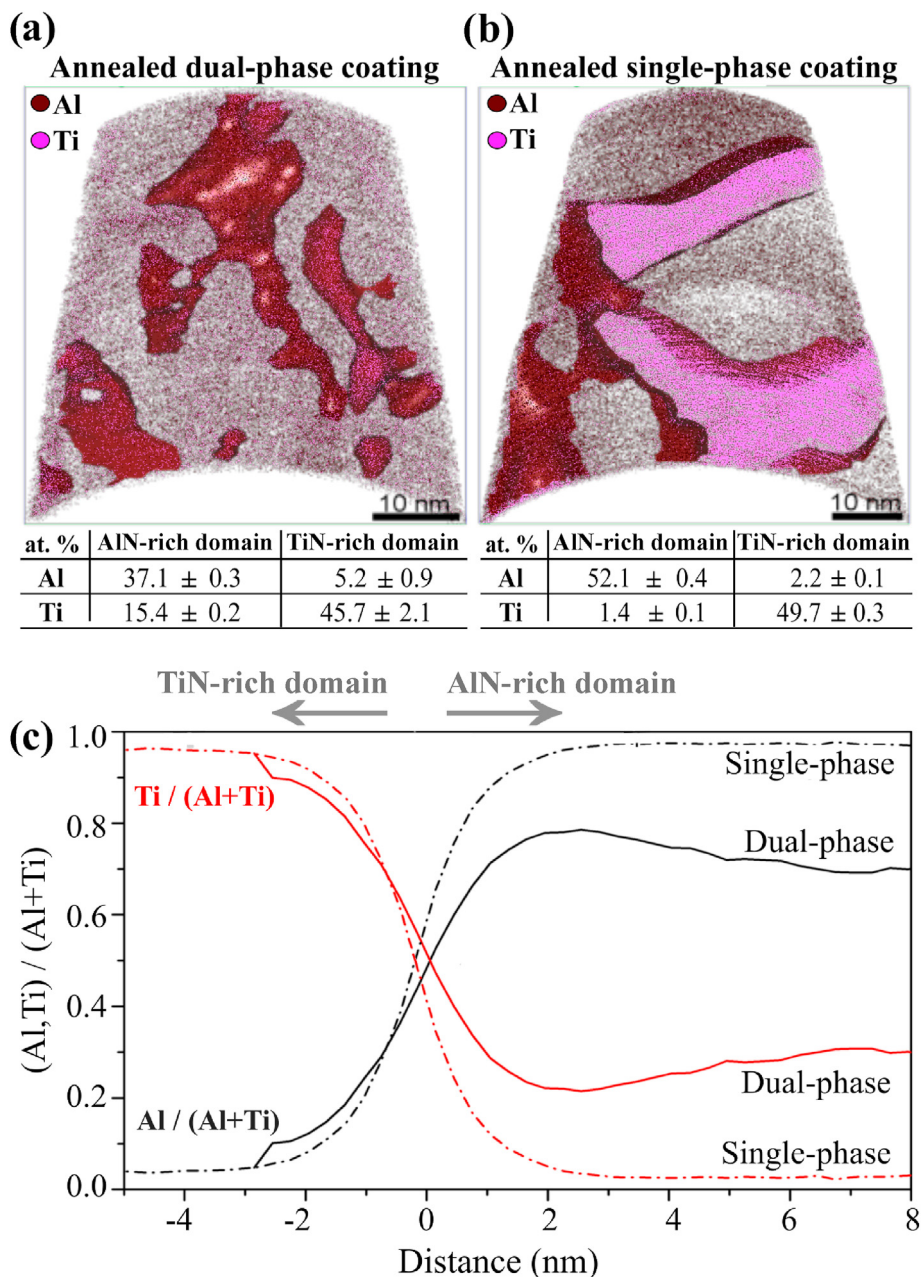 (a)
Annealed dual-phase coating
Al
Ti
10 nm
at. % AlN-rich domain TiN-rich domain
Al 37.1 ± 0.3 5.2 ± 0.9
Ti 15.4 ± 0.2 45.7 ± 2.1
(b)
Annealed single-phase coating
Al
Ti
10 nm
at. % AlN-rich domain TiN-rich domain
Al 52.1 ± 0.4 2.2 ± 0.1
Ti 1.4 ± 0.1 49.7 ± 0.3
TiN-rich domain AlN-rich domain
(c)
1.0
0.8
0.6
0.4
0.2
0.0
(Al,Ti) / (Al+Ti)
Single-phase
Ti / (Al+Ti)
Dual-phase
Dual-phase
Al / (Al+Ti)
Single-phase
-4 -2 0 2 4 6 8
Distance (nm)